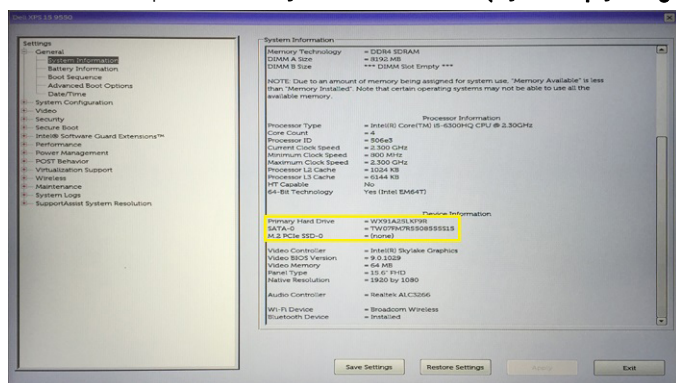 Dell XPS 15 9550
Settings
General
System Information
Battery Information
Boot Sequence
Advanced Boot Options
Date/Time
System Configuration
Video
Security
Secure Boot
Intel® Software Guard Extensions™
Performance
Power Management
POST Behavior
Virtualization Support
Wireless
Maintenance
System Logs
SupportAssist System Resolution
System Information
Memory Technology = DDR4 SDRAM
DIMM A Size = 8192 MB
DIMM B Size *** DIMM Slot Empty ***
NOTE: Due to an amount of memory being assigned for system use, "Memory Available" is less
than "Memory Installed". Note that certain operating systems may not be able to use all the
available memory.
Processor Information
Processor Type = Intel(R) Core(TM) i5-6300HQ CPU @ 2.30GHz
Core Count = 4
Processor ID = 506e3
Current Clock Speed = 2.300 GHz
Minimum Clock Speed = 800 MHz
Maximum Clock Speed = 2.300 GHz
Processor L2 Cache = 1024 KB
Processor L3 Cache = 6144 KB
HT Capable No
64-Bit Technology Yes (Intel EM64T)
Device Information
Primary Hard Drive = WX91A25LKF9R
SATA-0 = TW07FM7R5508555515
M.2 PCIe SSD-0 = (none)
Video Controller = Intel(R) Skylake Graphics
Video BIOS Version = 9.0.1029
Video Memory = 64 MB
Panel Type = 15.6" FHD
Native Resolution = 1920 by 1080
Audio Controller = Realtek ALC3266
Wi-Fi Device = Broadcom Wireless
Bluetooth Device = Installed
Save Settings
Restore Settings
Apply
Exit